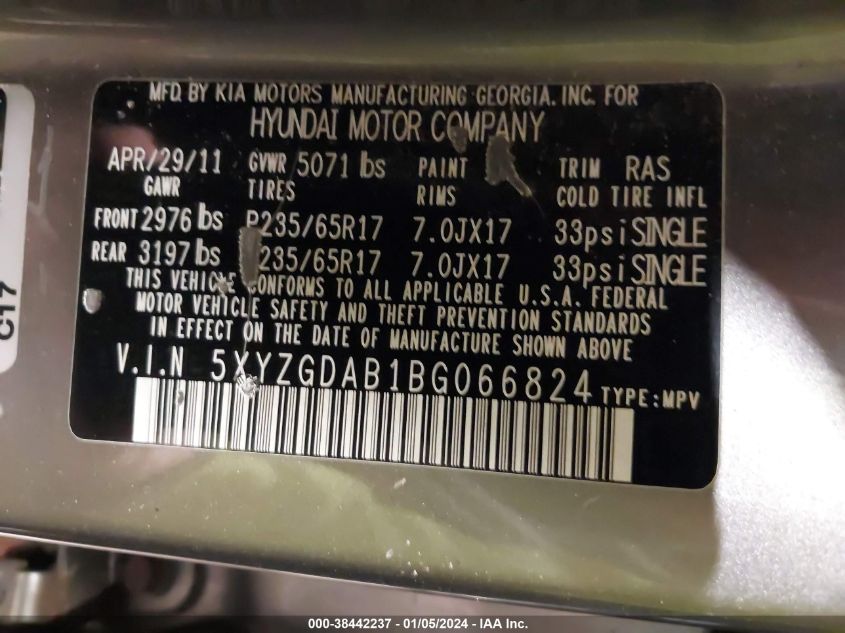 MFD. BY KIA MOTORS MANUFACTURING GEORGIA. INC. FOR
HYUNDAI MOTOR COMPANY
APR/29/11 GVWR 5071 lbs PAINT TRIM RAS
GAWR TIRES RIMS COLD TIRE INFL
FRONT 2976 lbs P235/65R17 7.0JX17 33psi SINGLE
REAR 3197 lbs 235/65R17 7.0JX17 33psi SINGLE
THIS VEHICLE CONFORMS TO ALL APPLICABLE U.S.A. FEDERAL
MOTOR VEHICLE SAFETY AND THEFT PREVENTION STANDARDS
IN EFFECT ON THE DATE OF MANUFACTURE SHOWN ABOVE
V.I.N 5XYZGDAB1BG066824 TYPE:MPV
C17
000-38442237 - 01/05/2024 - IAA Inc.